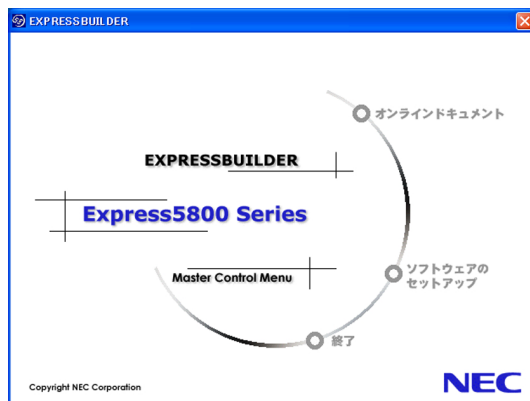 EXPRESSBUILDER
オンラインドキュメント
EXPRESSBUILDER
Express5800 Series
ソフトウェアの
セットアップ
Master Control Menu
終了
Copyright NEC Corporation
NEC